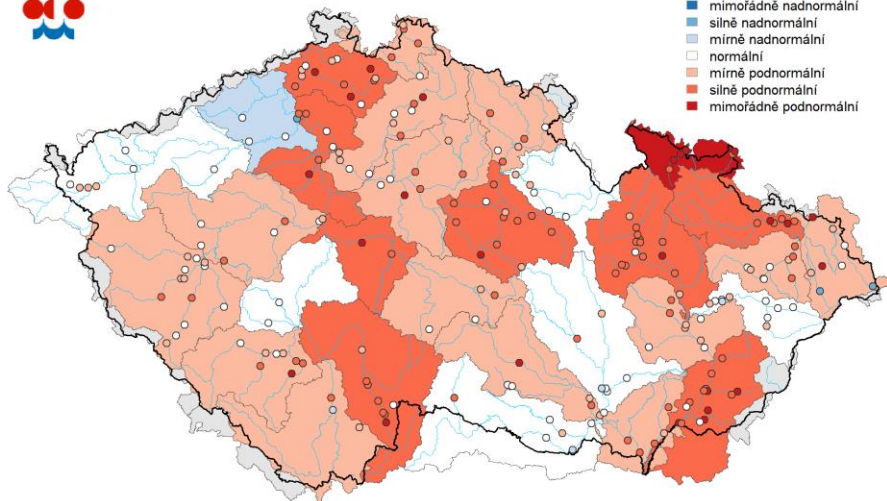 mimořádně nadnormální
silně nadnormální
mírně nadnormální
normální
mírně podnormální
silně podnormální
mimořádně podnormální